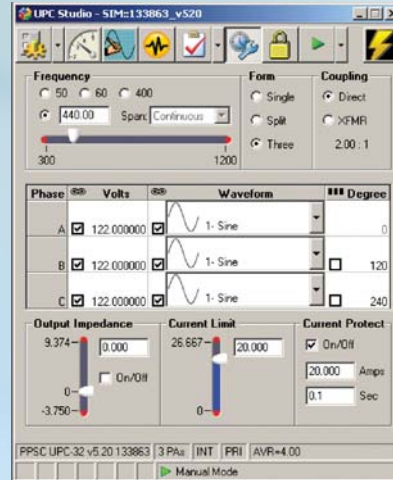 UPC Studio - SIM::133863_v520
Frequency
50 60 400
440.00 Span: Continuous
300 1200
Form
Single
Split
Three
Coupling
Direct
XFMR
2.00 : 1
Phase Volts Waveform Degree
A 122.000000 1- Sine 0
B 122.000000 1- Sine 120
C 122.000000 1- Sine 240
Output Impedance
9.374 0.000
On/Off
0
-3.750
Current Limit
26.667 20.000
0
Current Protect
On/Off
20.000 Amps
0.1 Sec
PPSC UPC-32 v5.20 133863 3 PAs INT PRI AVR=4.00
Manual Mode